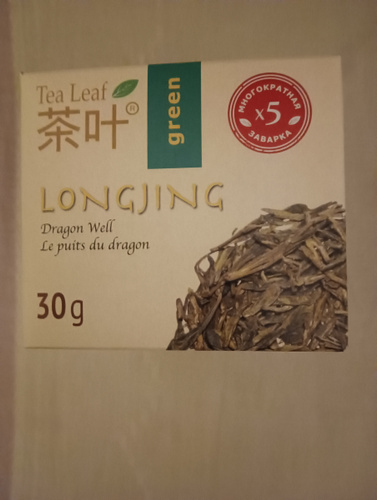 Tea Leaf
茶叶®
green
МНОГОКРАТНАЯ
x5
ЗАВАРКА
LONGJING
Dragon Well
Le puits du dragon
30g